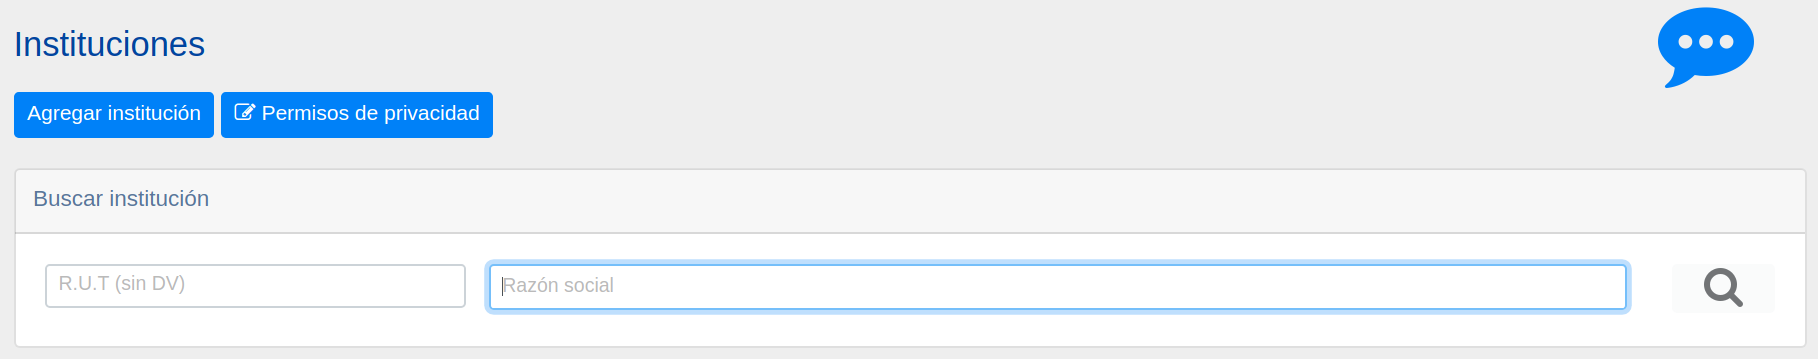 Instituciones
Agregar institución
Permisos de privacidad
Buscar institución
R.U.T (sin DV)
Razón social